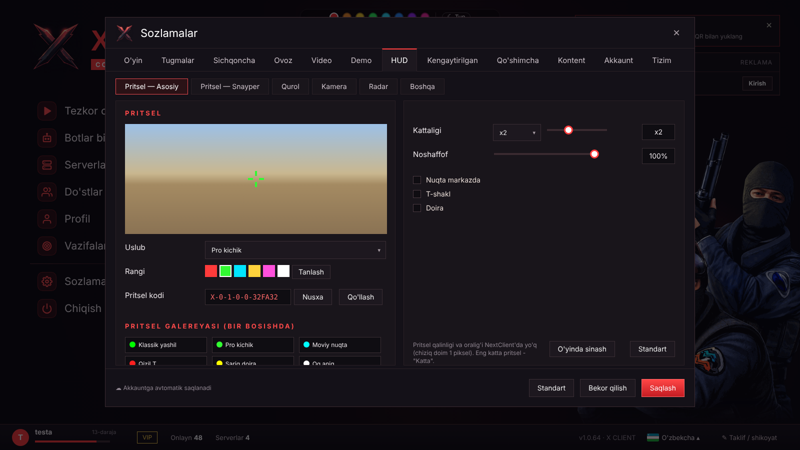 Sozlamalar
O'yin Tugmalar Sichqoncha Ovoz Video Demo HUD Kengaytirilgan Qo'shimcha Kontent Akkaunt Tizim
Pritsel — Asosiy Pritsel — Snayper Qurol Kamera Radar Boshqa
PRITSEL
Uslub Pro kichik
Rangi Tanlash
Pritsel kodi X-0-1-0-0-32FA32 Nusxa Qo'llash
PRITSEL GALEREYASI (BIR BOSISHDA)
Klassik yashil Pro kichik Moviy nuqta
Kattaligi x2 x2
Noshaffof 100%
Nuqta markazda
T-shakl
Doira
Pritsel qalinligi va oralig'i NextClient'da yo'q
(chiziq doim 1 piksel). Eng katta pritsel -
"Katta".
O'yinda sinash Standart
Akkauntga avtomatik saqlanadi
Standart Bekor qilish Saqlash
REKLAMA
Kirish
Tezkor
Botlar
Do'stlar
Profil
Chiqish
T testa
VIP Onlayn 48 Serverlar 4
v1.0.64 · X CLIENT O'zbekcha Taklif / shikoyat